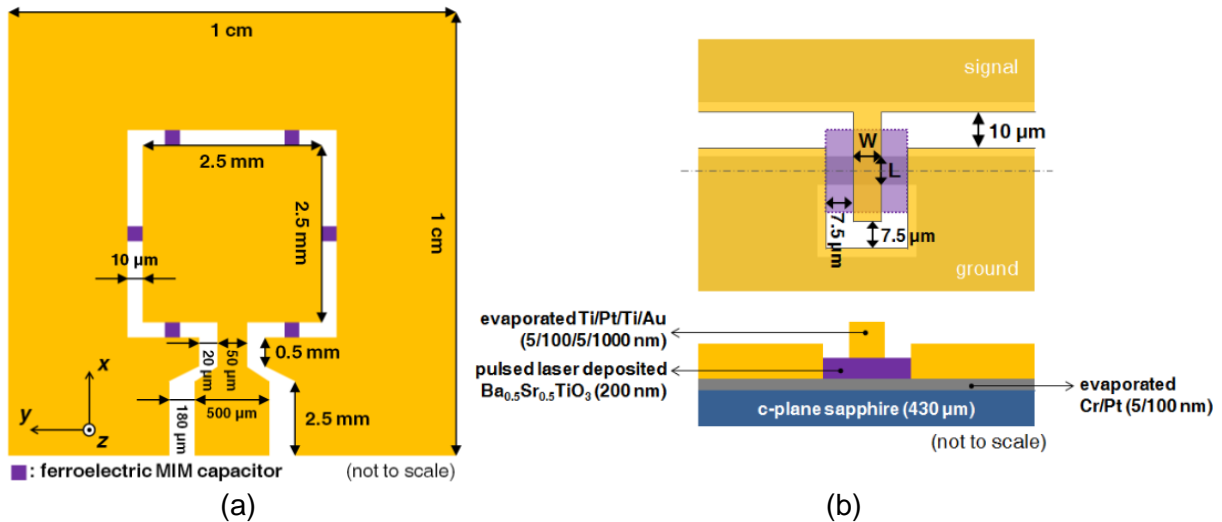 1 cm
2.5 mm
2.5 mm
1 cm
10 µm
20 µm
50 µm
0.5 mm
180 µm
500 µm
2.5 mm
x
y
z
: ferroelectric MIM capacitor
(not to scale)
(a)
signal
10 µm
W
L
7.5 µm
7.5 µm
ground
evaporated Ti/Pt/Ti/Au
(5/100/5/1000 nm)
pulsed laser deposited
Ba0.5Sr0.5TiO3 (200 nm)
evaporated
Cr/Pt (5/100 nm)
c-plane sapphire (430 µm)
(not to scale)
(b)